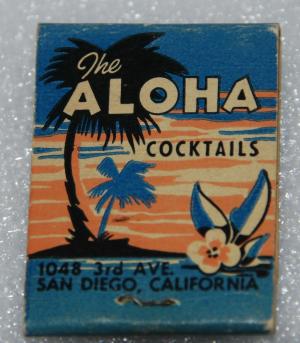 The
ALOHA
COCKTAILS
1048 3rd AVE.
SAN DIEGO, CALIFORNIA